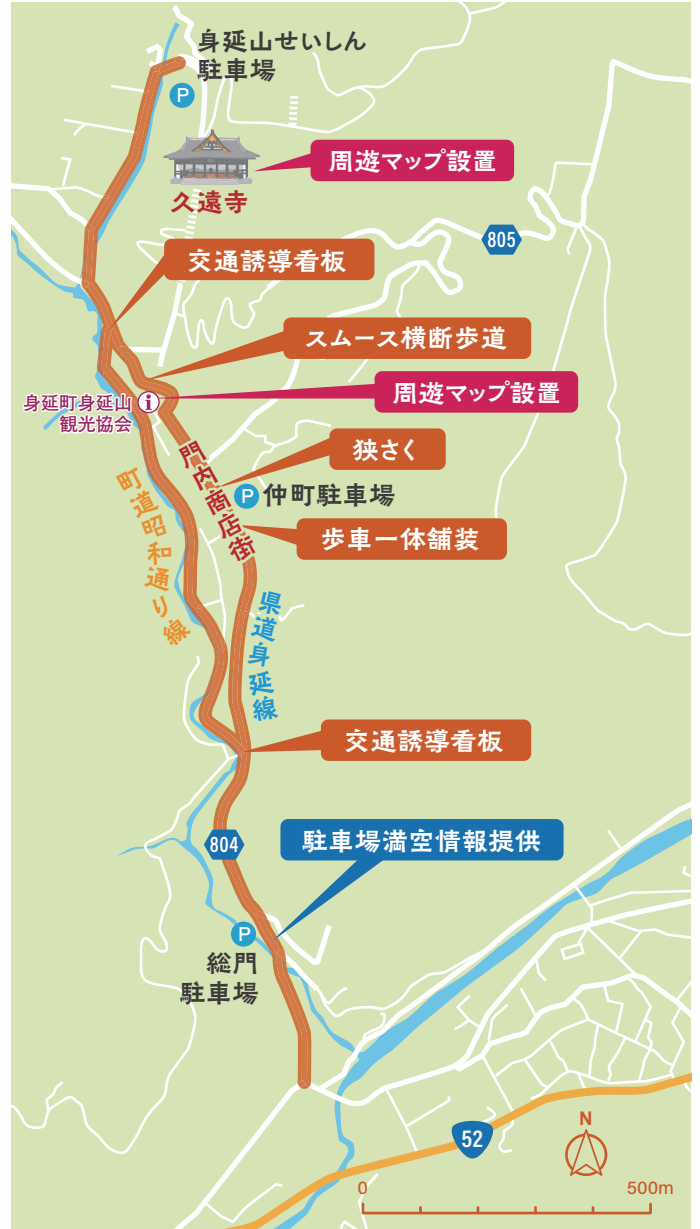 身延山せいしん
駐車場
P
周遊マップ設置
久遠寺
805
交通誘導看板
スムース横断歩道
周遊マップ設置
身延町身延山
観光協会
i
狭さく
門内商店街
P
仲町駐車場
町道昭和通り線
歩車一体舗装
県道身延線
交通誘導看板
804
駐車場満空情報提供
P
総門
駐車場
52
N
0
500m